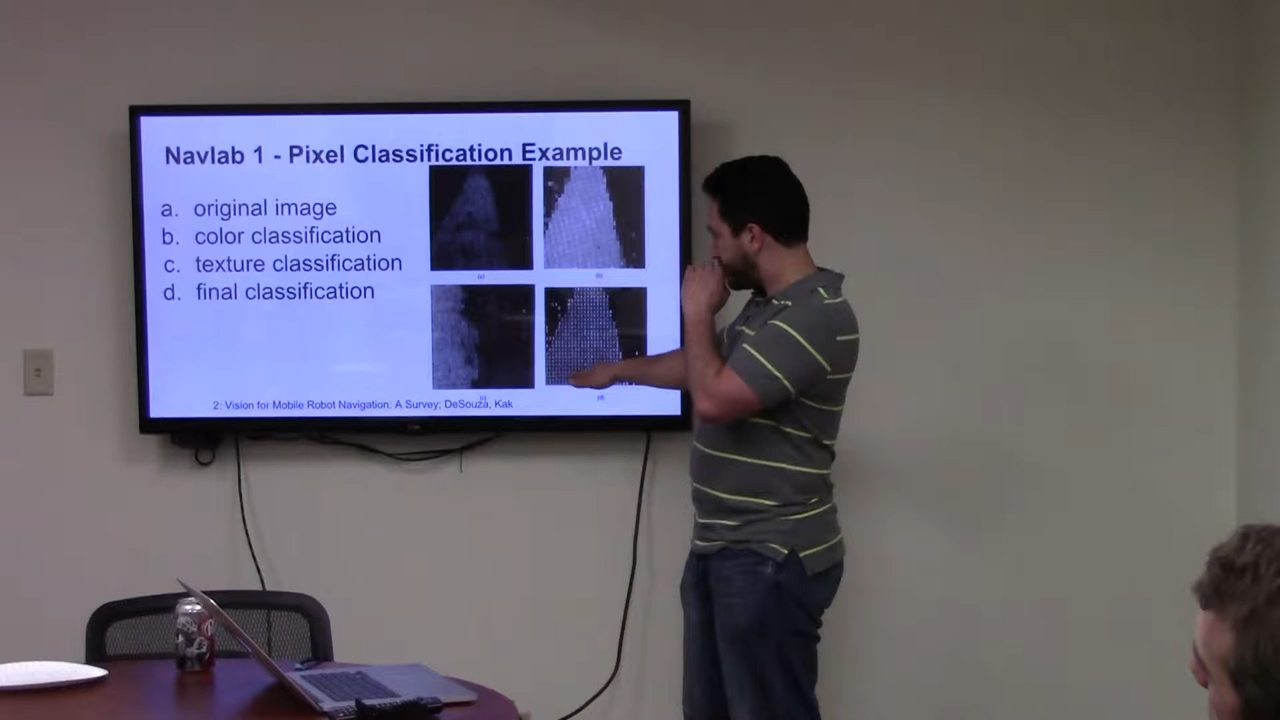 Navlab 1 - Pixel Classification Example
a. original image
b. color classification
c. texture classification
d. final classification
(a)
(b)
(c)
(d)
2: Vision for Mobile Robot Navigation: A Survey; DeSouza, Kak